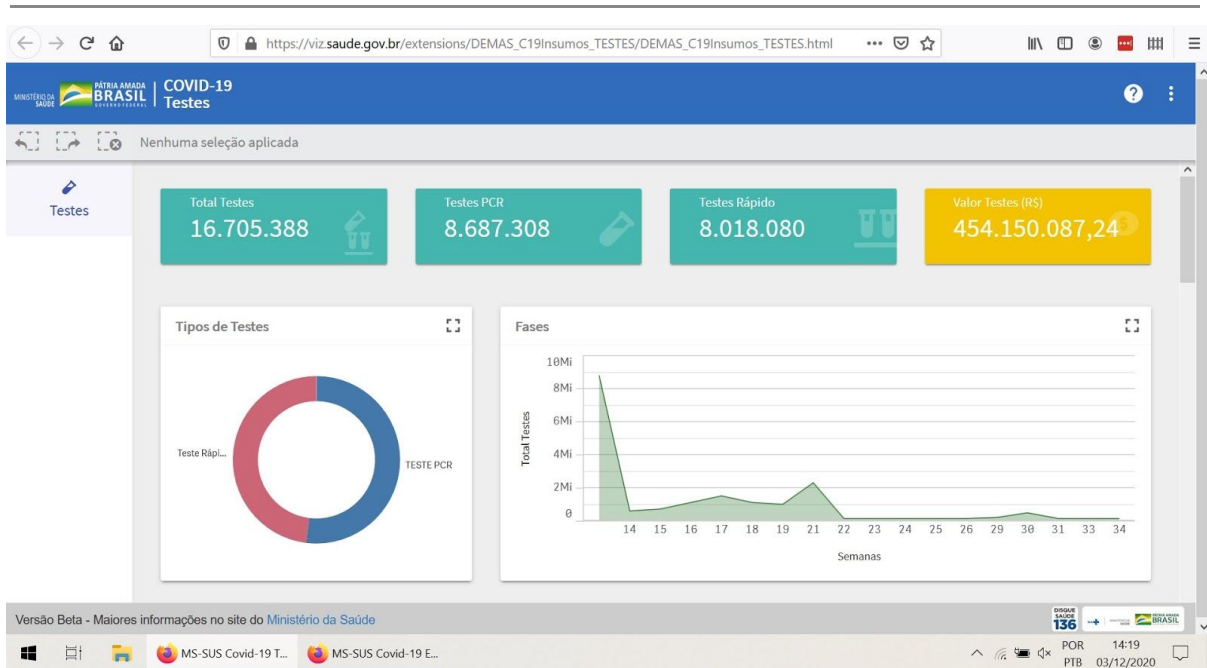 https://viz.saude.gov.br/extensions/DEMAS_C19Insumos_TESTES/DEMAS_C19Insumos_TESTES.html
MINISTÉRIO DA SAÚDE
PÁTRIA AMADA
BRASIL
GOVERNO FEDERAL
COVID-19
Testes
Nenhuma seleção aplicada
Testes
Total Testes
16.705.388
Testes PCR
8.687.308
Testes Rápido
8.018.080
Valor Testes (R$)
454.150.087,24
Tipos de Testes
Teste Rápi...
TESTE PCR
Fases
Total Testes
10Mi
8Mi
6Mi
4Mi
2Mi
0
14 15 16 17 18 19 21 22 23 24 25 26 29 30 31 33 34
Semanas
Versão Beta - Maiores informações no site do Ministério da Saúde
DISQUE
SAÚDE
136
BRASIL
MS-SUS Covid-19 T...
MS-SUS Covid-19 E...
POR
PTB
14:19
03/12/2020